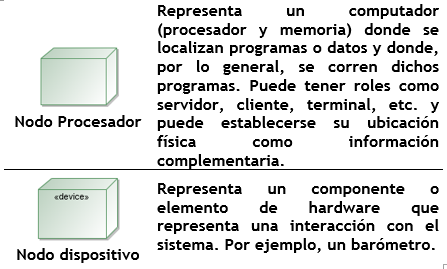 Representa un computador
(procesador y memoria) donde se
localizan programas o datos y donde,
por lo general, se corren dichos
programas. Puede tener roles como
servidor, cliente, terminal, etc. y
puede establecerse su ubicación
física como información
complementaria.
Nodo Procesador
«device»
Nodo dispositivo
Representa un componente o
elemento de hardware que
representa una interacción con el
sistema. Por ejemplo, un barómetro.